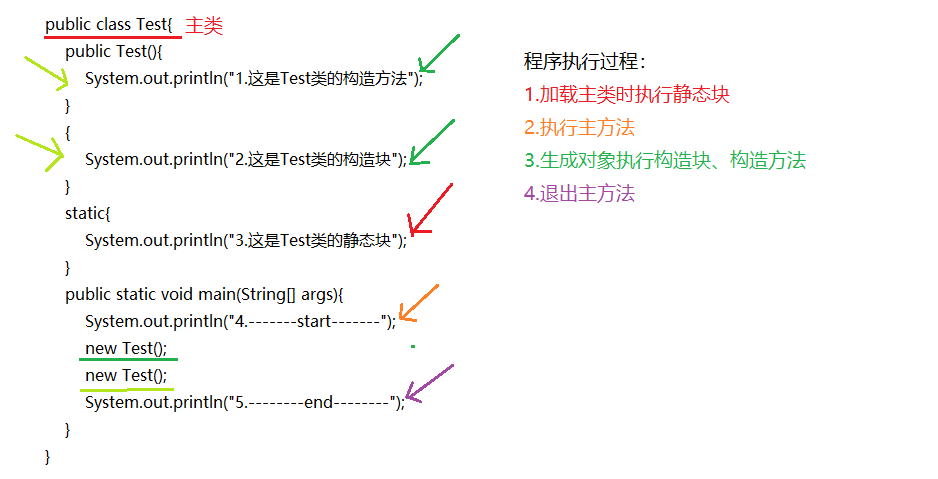 public class Test{ 主类
public Test(){
System.out.println("1.这是Test类的构造方法");
}
{
System.out.println("2.这是Test类的构造块");
}
static{
System.out.println("3.这是Test类的静态块");
}
public static void main(String[] args){
System.out.println("4.-------start-------");
new Test();
new Test();
System.out.println("5.--------end--------");
}
}
程序执行过程：
1.加载主类时执行静态块
2.执行主方法
3.生成对象执行构造块、构造方法
4.退出主方法